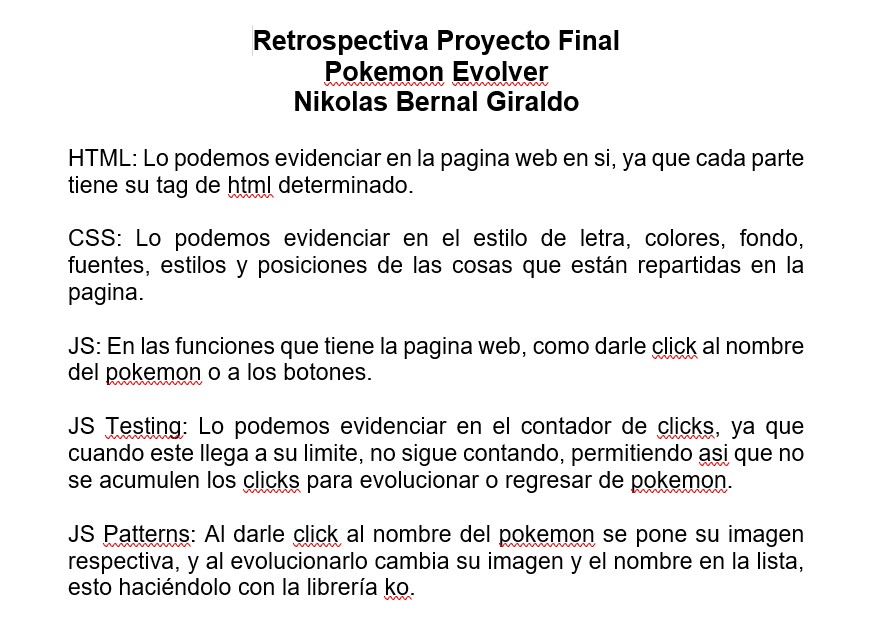 Retrospectiva Proyecto Final
Pokemon Evolver
Nikolas Bernal Giraldo
HTML: Lo podemos evidenciar en la pagina web en si, ya que cada parte
tiene su tag de html determinado.
CSS: Lo podemos evidenciar en el estilo de letra, colores, fondo,
fuentes, estilos y posiciones de las cosas que están repartidas en la
pagina.
JS: En las funciones que tiene la pagina web, como darle click al nombre
del pokemon o a los botones.
JS Testing: Lo podemos evidenciar en el contador de clicks, ya que
cuando este llega a su limite, no sigue contando, permitiendo asi que no
se acumulen los clicks para evolucionar o regresar de pokemon.
JS Patterns: Al darle click al nombre del pokemon se pone su imagen
respectiva, y al evolucionarlo cambia su imagen y el nombre en la lista,
esto haciéndolo con la librería ko.